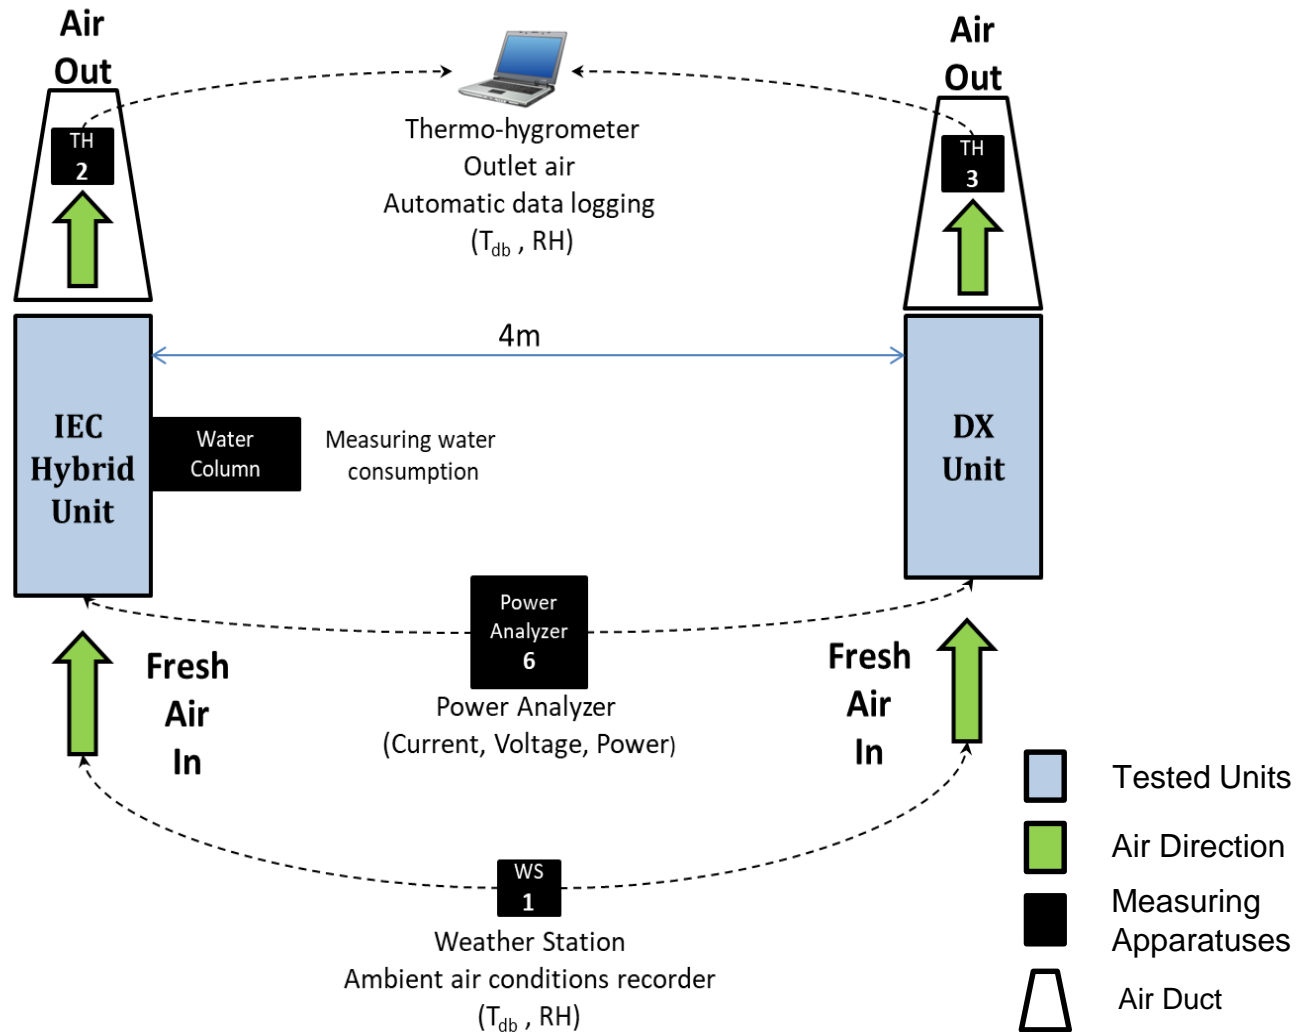 Air
Out
Air
Out
TH
2
TH
3
Thermo-hygrometer
Outlet air
Automatic data logging
(Tdb , RH)
4m
IEC
Hybrid
Unit
Water
Column
Measuring water
consumption
DX
Unit
Power
Analyzer
6
Fresh
Air
In
Power Analyzer
(Current, Voltage, Power)
Fresh
Air
In
WS
1
Weather Station
Ambient air conditions recorder
(Tdb , RH)
Tested Units
Air Direction
Measuring
Apparatuses
Air Duct